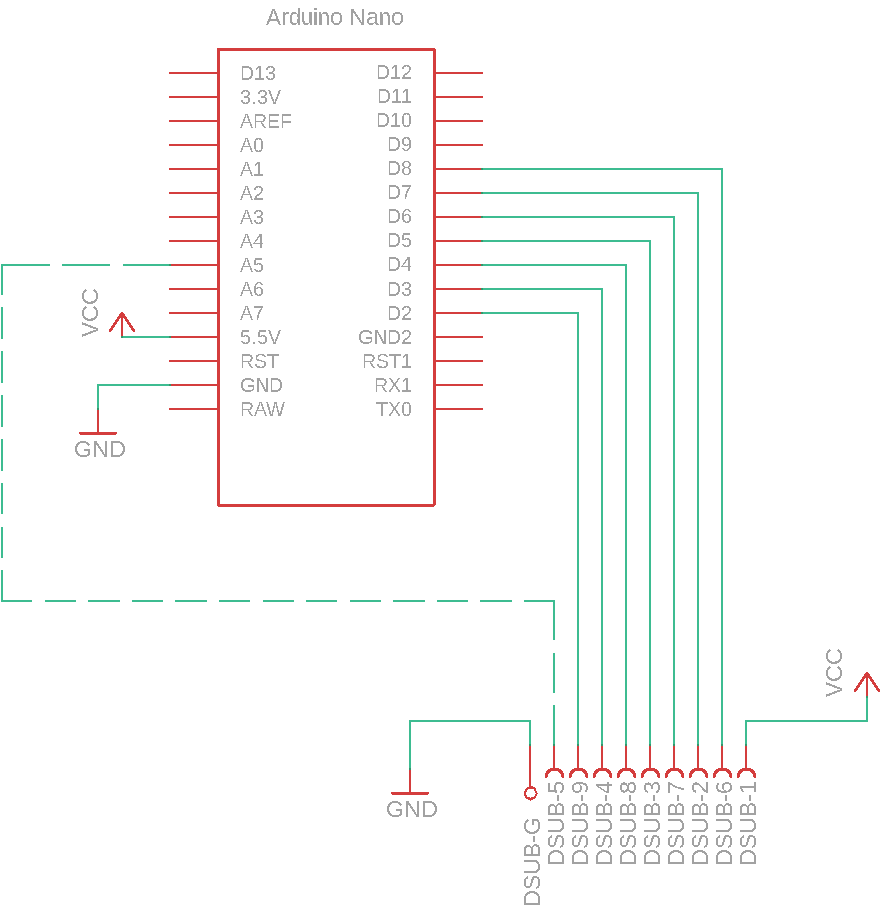 Arduino Nano
D13 D12
3.3V D11
AREF D10
A0 D9
A1 D8
A2 D7
A3 D6
A4 D5
A5 D4
A6 D3
A7 D2
VCC
5.5V GND2
RST RST1
GND RX1
RAW TX0
GND
VCC
GND
DSUB-G
DSUB-5
DSUB-9
DSUB-4
DSUB-8
DSUB-3
DSUB-7
DSUB-2
DSUB-6
DSUB-1